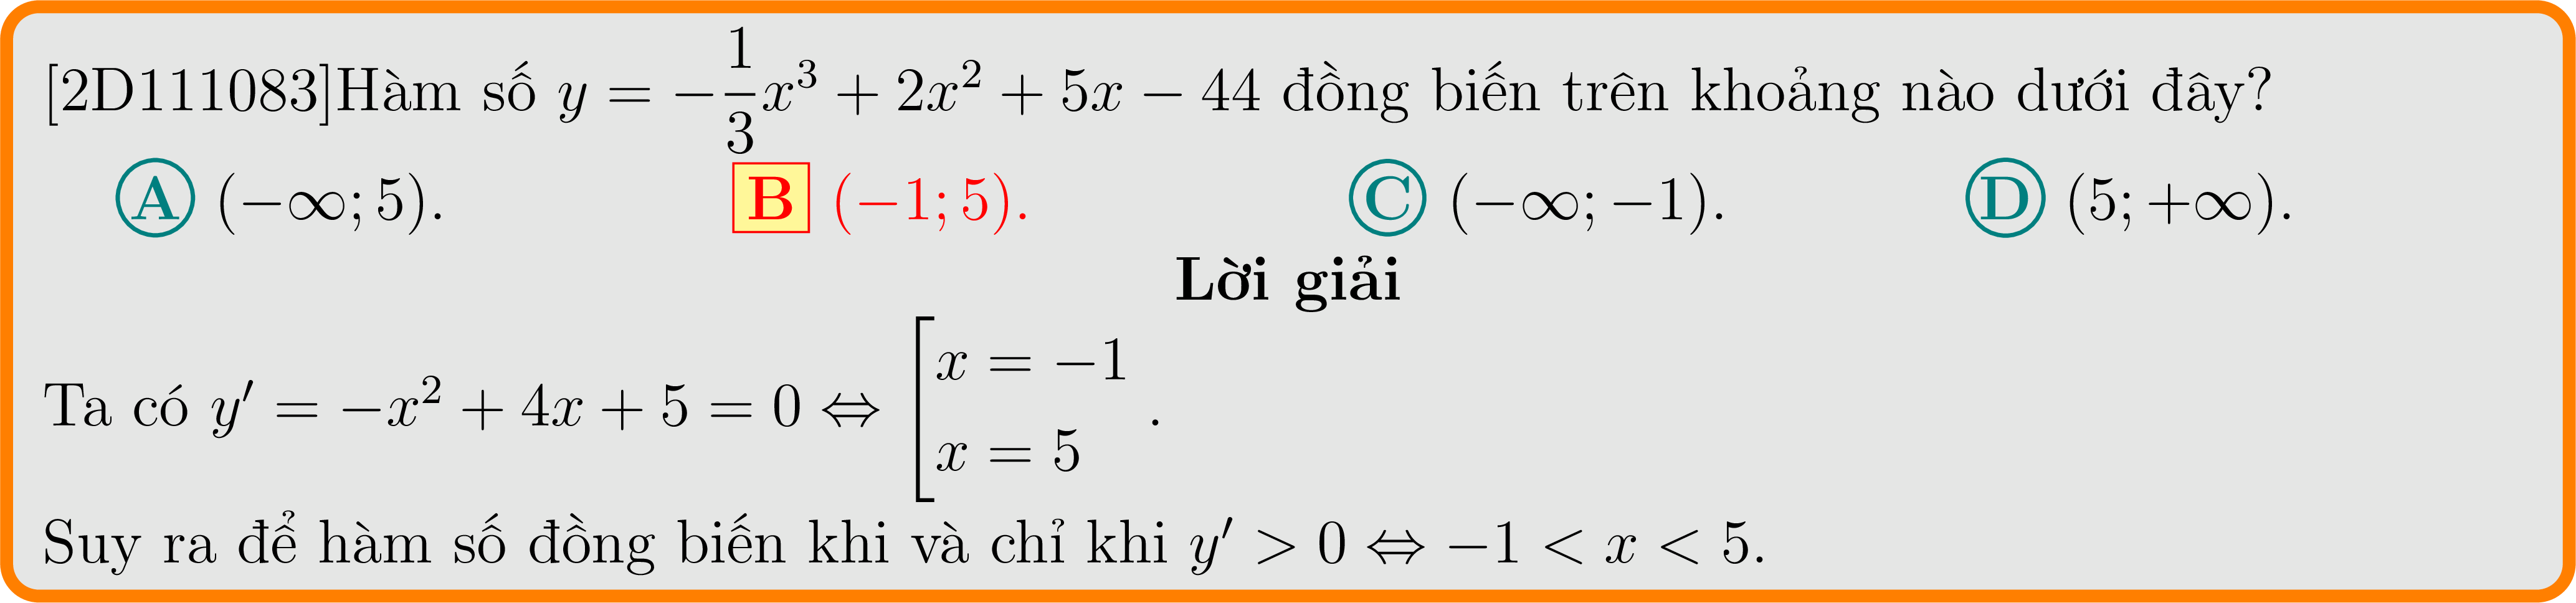 [2D111083]Hàm số $y = -\dfrac{1}{3}x^3 + 2x^2 + 5x - 44$ đồng biến trên khoảng nào dưới đây?
A $(-\infty; 5)$. B $(-1; 5)$. C $(-\infty; -1)$. D $(5; +\infty)$.
Lời giải
Ta có $y' = -x^2 + 4x + 5 = 0 \Leftrightarrow \left[\begin{array}{l} x = -1 \\ x = 5 \end{array}\right.$.
Suy ra để hàm số đồng biến khi và chỉ khi $y' > 0 \Leftrightarrow -1 < x < 5$.